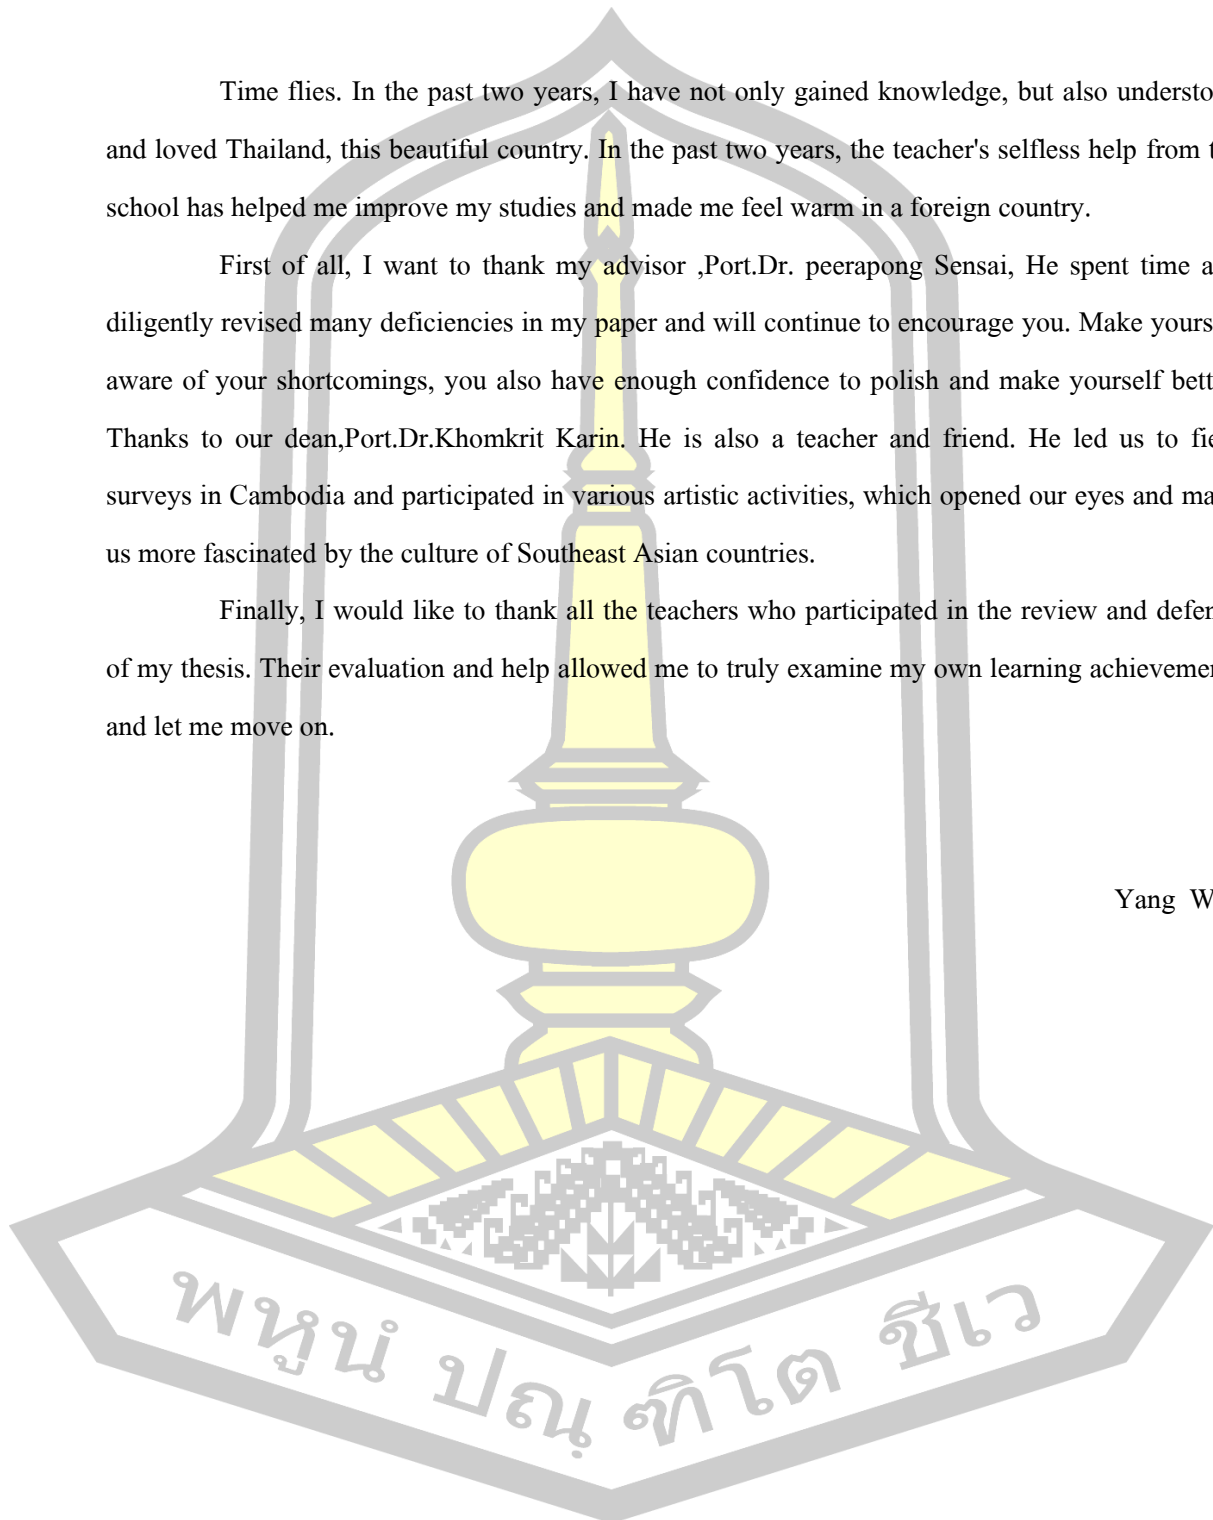 Time flies. In the past two years, I have not only gained knowledge, but also understo
and loved Thailand, this beautiful country. In the past two years, the teacher's selfless help from t
school has helped me improve my studies and made me feel warm in a foreign country.
First of all, I want to thank my advisor ,Port.Dr. peerapong Sensai, He spent time a
diligently revised many deficiencies in my paper and will continue to encourage you. Make yours
aware of your shortcomings, you also have enough confidence to polish and make yourself bett
Thanks to our dean,Port.Dr.Khomkrit Karin. He is also a teacher and friend. He led us to fie
surveys in Cambodia and participated in various artistic activities, which opened our eyes and ma
us more fascinated by the culture of Southeast Asian countries.
Finally, I would like to thank all the teachers who participated in the review and defen
of my thesis. Their evaluation and help allowed me to truly examine my own learning achievemen
and let me move on.
Yang W
พหูนํ ปณฺ ฑิโต ชีเว